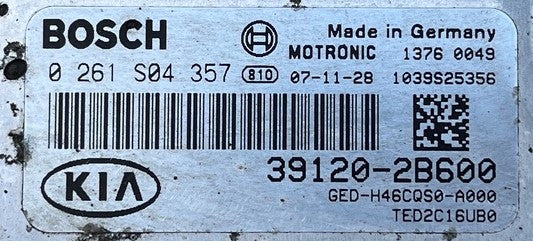 BOSCH
Made in Germany
MOTRONIC 1376 0049
0 261 S04 357 810 07-11-28 1039S25356
39120-2B600
KIA
GED-H46CQS0-A000
TED2C16UB0